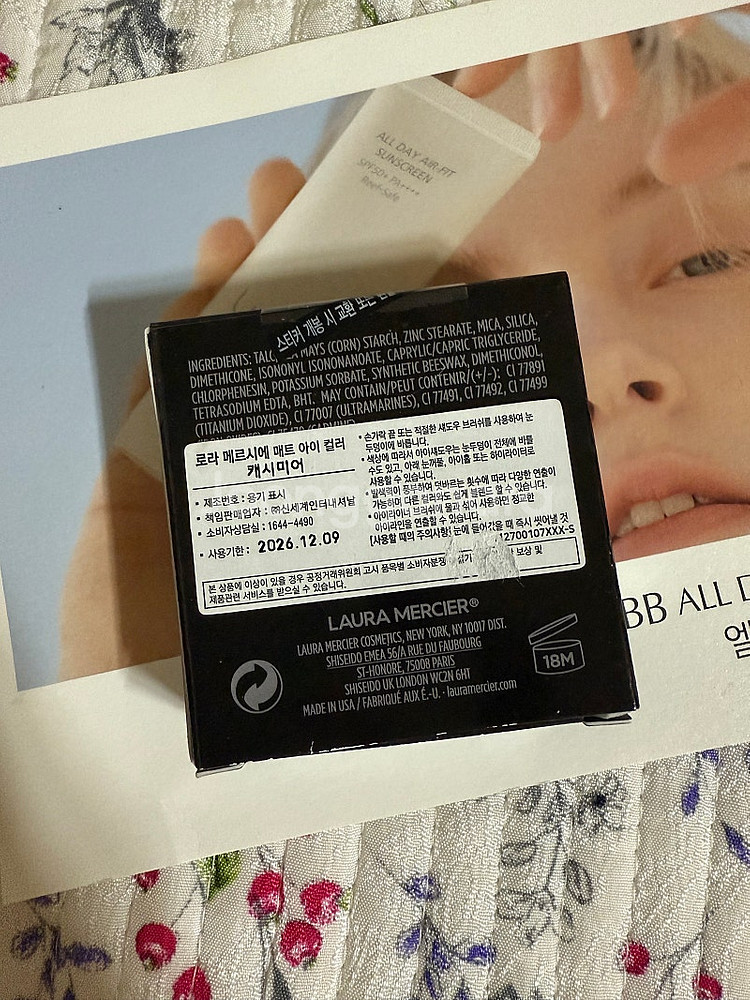 ALL DAY AIR-FIT
SUNSCREEN
SPF50+ PA++++
Reef-Safe
스티커 개봉 시 교환 또는
INGREDIENTS: TALC, MAYS (CORN) STARCH, ZINC STEARATE, MICA, SILICA,
DIMETHICONE, ISONONYL ISONONANOATE, CAPRYLIC/CAPRIC TRIGLYCERIDE,
CHLORPHENESIN, POTASSIUM SORBATE, SYNTHETIC BEESWAX, DIMETHICONOL,
TETRASODIUM EDTA, BHT. MAY CONTAIN/PEUT CONTENIR/(+/-): CI 77891
(TITANIUM DIOXIDE), CI 77007 (ULTRAMARINES), CI 77491, CI 77492, CI 77499
로라 메르시에 매트 아이 컬러
캐시미어
• 제조번호 : 용기 표시
• 책임판매업자 : ㈜신세계인터내셔날
• 소비자상담실 : 1644-4490
• 사용기한 : 2026.12.09
• 손가락 끝 또는 적절한 섀도우 브러쉬를 사용하여 눈
두덩이에 바릅니다.
• 색상에 따라서 아이섀도우는 눈두덩이 전체에 바를
수도 있고, 아래 눈꺼풀, 아이홀 또는 하이라이터로
사용할 수 있습니다.
• 발색력이 풍부하여 덧바르는 횟수에 따라 다양한 연출이
가능하며 다른 컬러와도 쉽게 블렌드 할 수 있습니다.
• 아이라이너 브러쉬에 물과 섞어 사용하면 정교한
아이라인을 연출할 수 있습니다.
[사용할 때의 주의사항] 눈에 들어갔을 때 즉시 씻어낼 것
12700107XXX-S
본 상품에 이상이 있을 경우 공정거래위원회 고시 품목별 소비자분쟁 보상 및
제품관련 서비스를 받으실 수 있습니다.
LAURA MERCIER®
LAURA MERCIER COSMETICS, NEW YORK, NY 10017 DIST.
SHISEIDO EMEA 56/A RUE DU FAUBOURG
ST-HONORE, 75008 PARIS
SHISEIDO UK LONDON WC2N 6HT
MADE IN USA / FABRIQUÉ AUX É.-U. · lauramercier.com
18M
BB ALL D